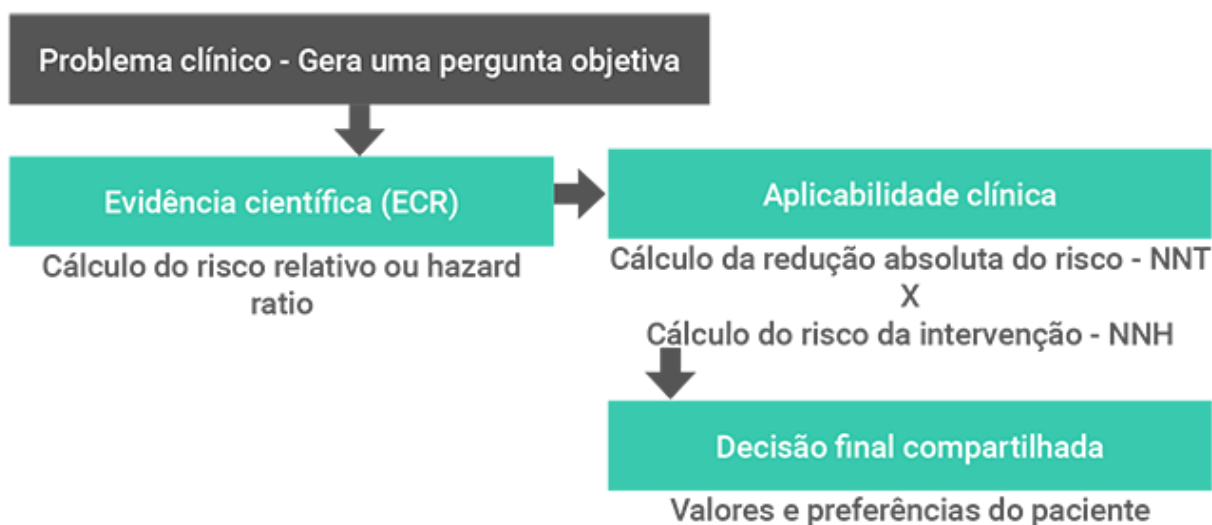 Problema clínico - Gera uma pergunta objetiva
Evidência científica (ECR)
Cálculo do risco relativo ou hazard
ratio
Aplicabilidade clínica
Cálculo da redução absoluta do risco - NNT
X
Cálculo do risco da intervenção - NNH
Decisão final compartilhada
Valores e preferências do paciente